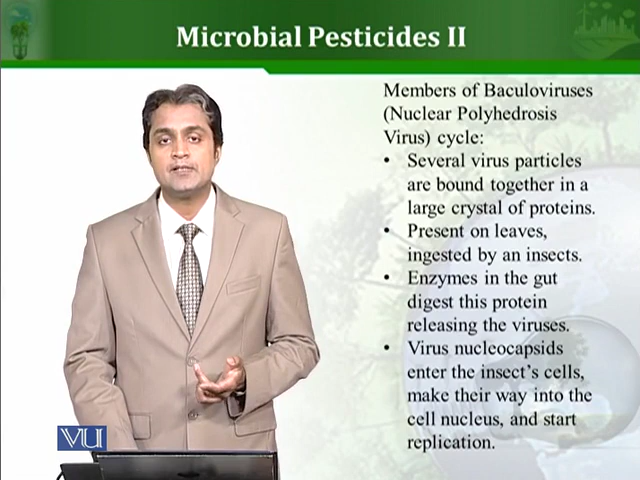 Microbial Pesticides II
Members of Baculoviruses
(Nuclear Polyhedrosis
Virus) cycle:
• Several virus particles
are bound together in a
large crystal of proteins.
• Present on leaves,
ingested by an insects.
• Enzymes in the gut
digest this protein
releasing the viruses.
• Virus nucleocapsids
enter the insect's cells,
make their way into the
cell nucleus, and start
replication.
VU